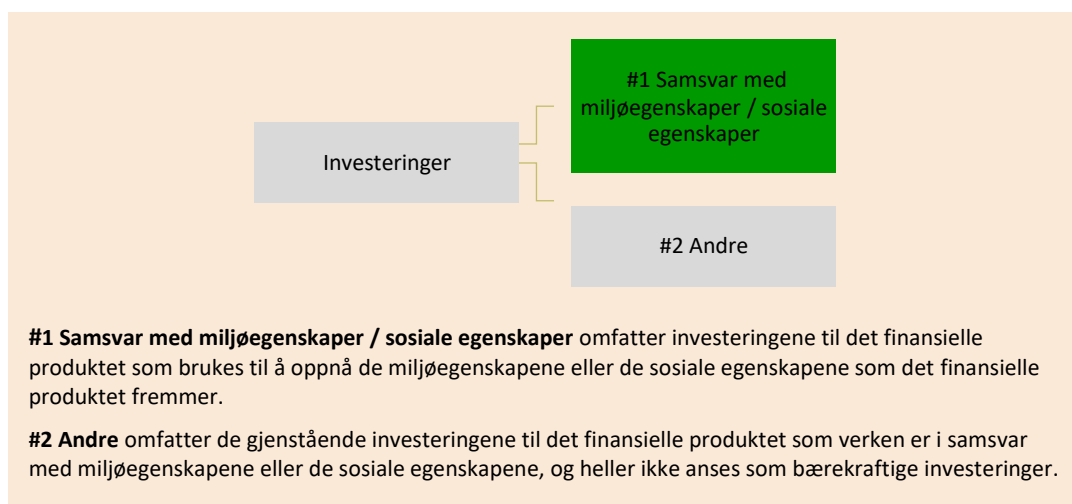 #1 Samsvar med
miljøegenskaper / sosiale
egenskaper
Investeringer
#2 Andre
#1 Samsvar med miljøegenskaper / sosiale egenskaper omfatter investeringene til det finansielle
produktet som brukes til å oppnå de miljøegenskapene eller de sosiale egenskapene som det finansielle
produktet fremmer.
#2 Andre omfatter de gjenstående investeringene til det finansielle produktet som verken er i samsvar
med miljøegenskapene eller de sosiale egenskapene, og heller ikke anses som bærekraftige investeringer.